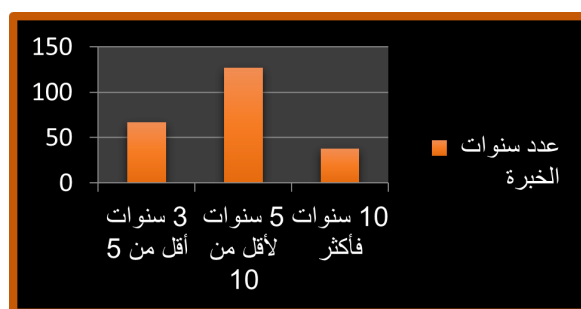 150
100
50
0
3 سنوات
أقل من 5
5 سنوات
لأقل من
10
10 سنوات
فأكثر
عدد سنوات
الخبرة